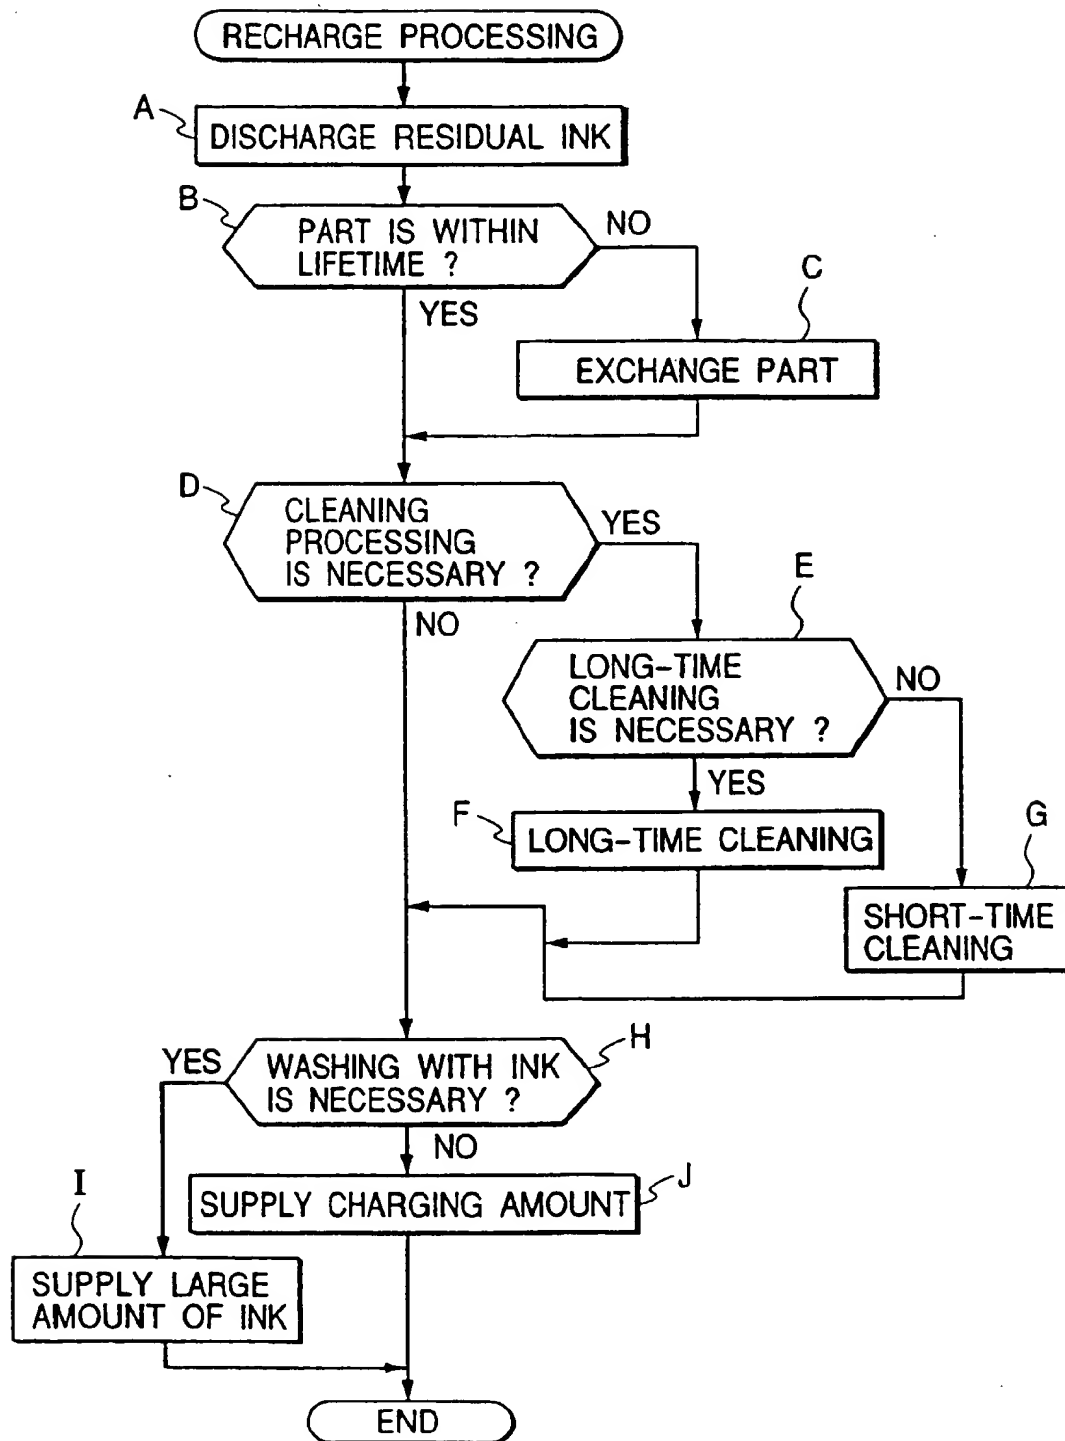 RECHARGE PROCESSING
A
DISCHARGE RESIDUAL INK
B
PART IS WITHIN
LIFETIME ?
NO
YES
C
EXCHANGE PART
D
CLEANING
PROCESSING
IS NECESSARY ?
YES
NO
E
LONG-TIME
CLEANING
IS NECESSARY ?
NO
YES
F
LONG-TIME CLEANING
G
SHORT-TIME
CLEANING
H
WASHING WITH INK
IS NECESSARY ?
YES
NO
I
SUPPLY LARGE
AMOUNT OF INK
J
SUPPLY CHARGING AMOUNT
END